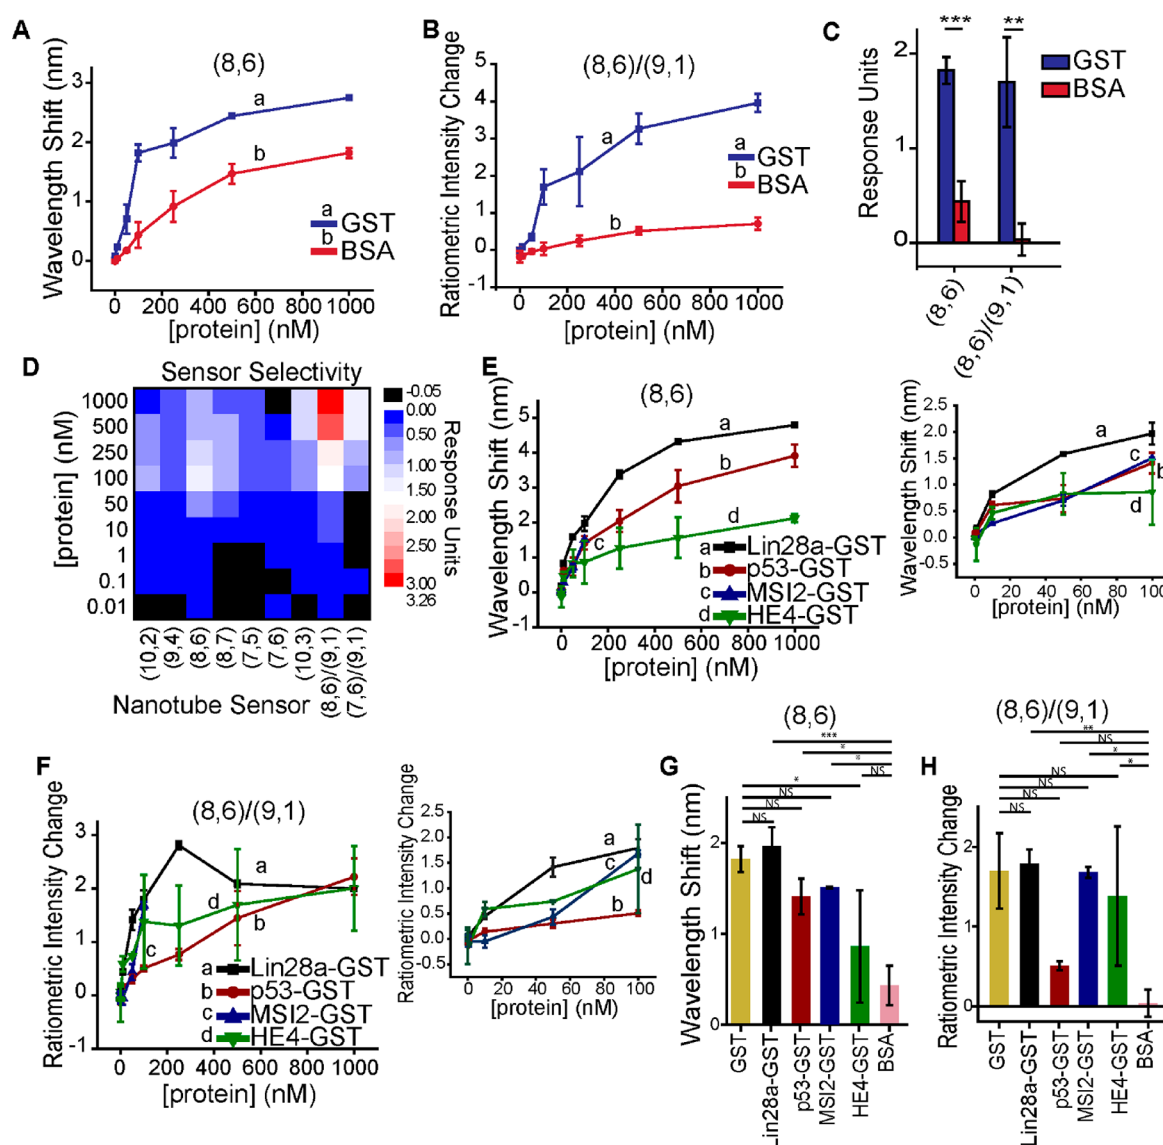 A
(8,6)
Wavelength Shift (nm)
3
2
1
0
a
b
a GST
b BSA
0 200 400 600 800 1000
[protein] (nM)
B
(8,6)/(9,1)
Ratiometric Intensity Change
5
4
3
2
1
0
-1
a
b
a GST
b BSA
0 200 400 600 800 1000
[protein] (nM)
C
Response Units
*** **
GST
BSA
2
1
0
(8,6)
(8,6)/(9,1)
D
Sensor Selectivity
[protein] (nM)
1000
500
250
100
50
10
1
0.1
0.01
(10,2) (9,4) (8,6) (8,7) (7,5) (7,6) (10,3) (8,6)/(9,1) (7,6)/(9,1)
Nanotube Sensor
-0.05
0.00
0.50
1.00
1.50
2.00
2.50
3.00
3.26
Response Units
E
(8,6)
Wavelength Shift (nm)
5
4
3
2
1
0
-1
a
b
c
d
a Lin28a-GST
b p53-GST
c MSI2-GST
d HE4-GST
0 200 400 600 800 1000
[protein] (nM)
Wavelength Shift (nm)
2.5
2.0
1.5
1.0
0.5
0.0
-0.5
a
c
b
d
0 20 40 60 80 100
[protein] (nM)
F
(8,6)/(9,1)
Ratiometric Intensity Change
3
2
1
0
-1
a
d
b
c
a Lin28a-GST
b p53-GST
c MSI2-GST
d HE4-GST
0 200 400 600 800 1000
[protein] (nM)
Ratiometric Intensity Change
2.5
2.0
1.5
1.0
0.5
0.0
-0.5
a
c
d
b
0 20 40 60 80 100
[protein] (nM)
G
(8,6)
***
*
*
NS
*
NS
NS
NS
Wavelength Shift (nm)
2
1
0
GST Lin28a-GST p53-GST MSI2-GST HE4-GST BSA
H
(8,6)/(9,1)
**
NS
*
*
NS
NS
NS
NS
Ratiometric Intensity Change
2
1
0
GST Lin28a-GST p53-GST MSI2-GST HE4-GST BSA